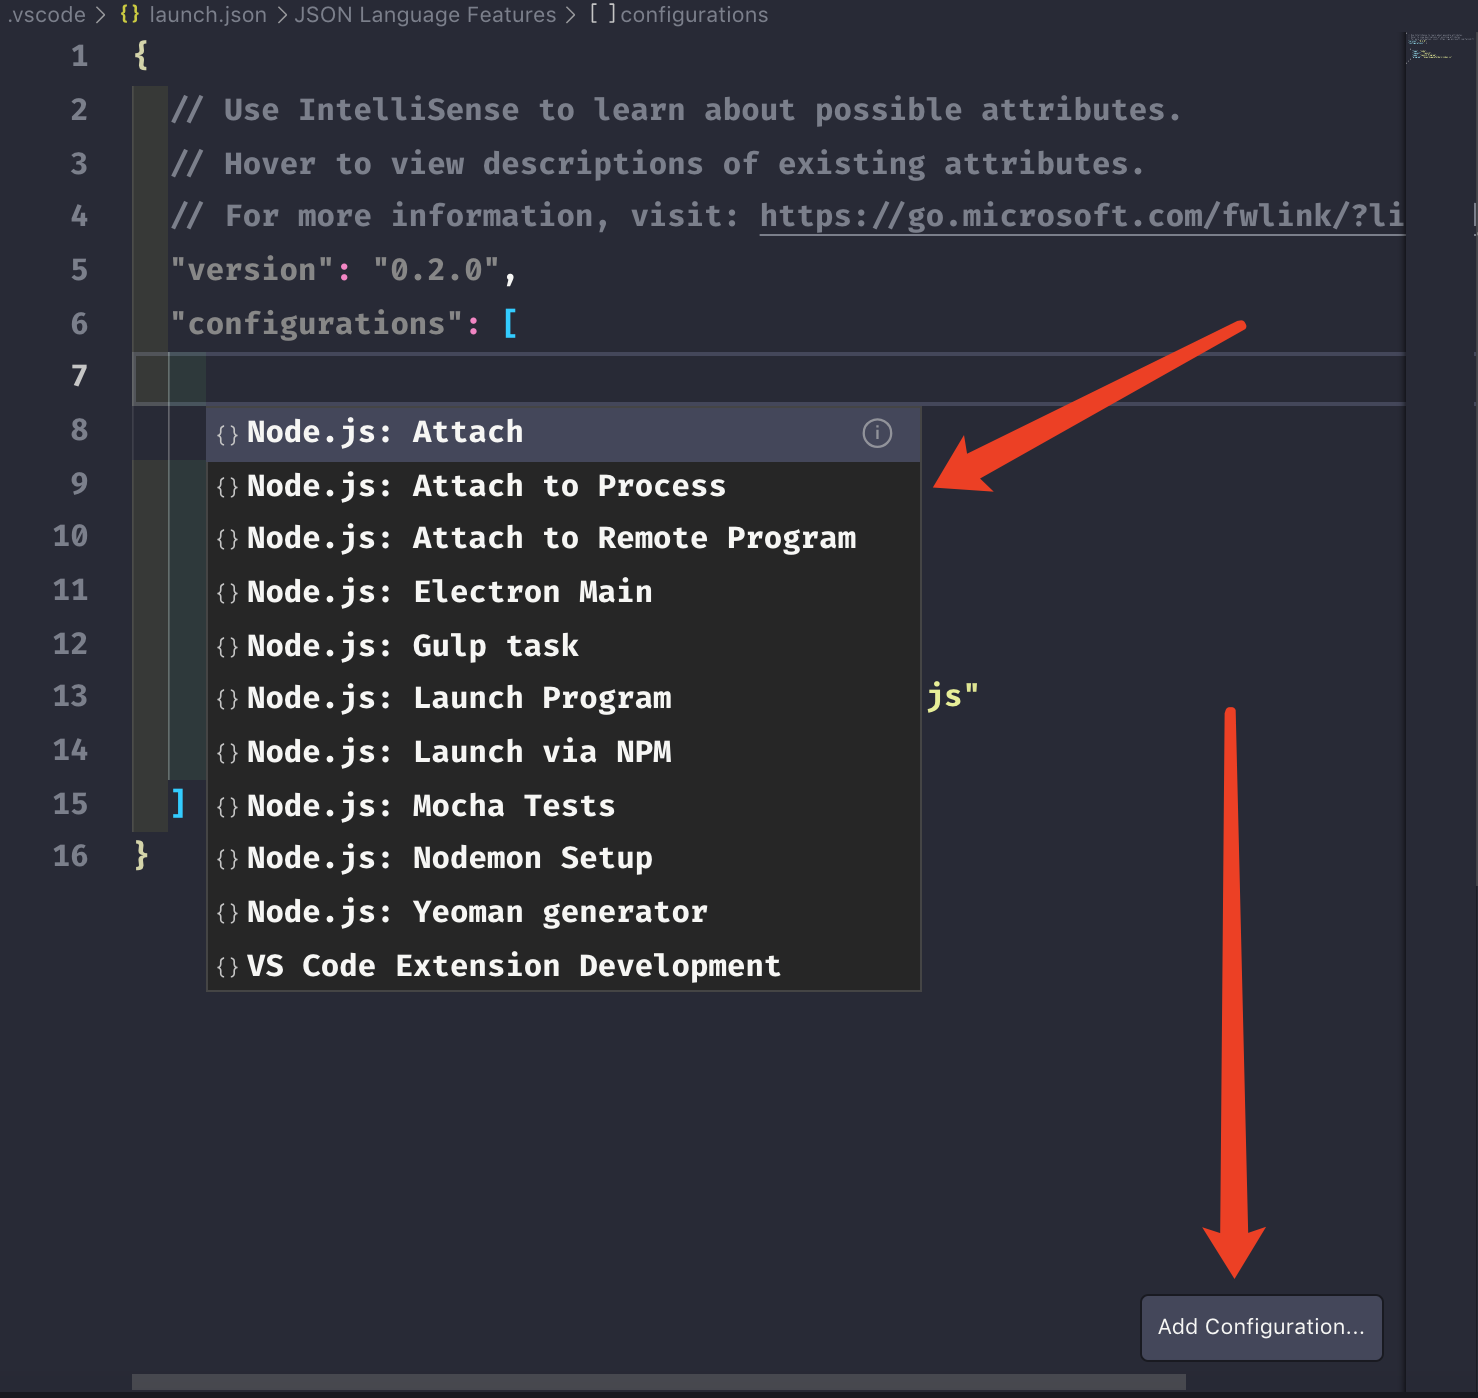 .vscode > {} launch.json > JSON Language Features > [ ] configurations
1 {
2 // Use IntelliSense to learn about possible attributes.
3 // Hover to view descriptions of existing attributes.
4 // For more information, visit: https://go.microsoft.com/fwlink/?li
5 "version": "0.2.0",
6 "configurations": [
7
8 {} Node.js: Attach
9 {} Node.js: Attach to Process
10 {} Node.js: Attach to Remote Program
11 {} Node.js: Electron Main
12 {} Node.js: Gulp task
13 {} Node.js: Launch Program js"
14 {} Node.js: Launch via NPM
15 ] {} Node.js: Mocha Tests
16 } {} Node.js: Nodemon Setup
{} Node.js: Yeoman generator
{} VS Code Extension Development
Add Configuration...